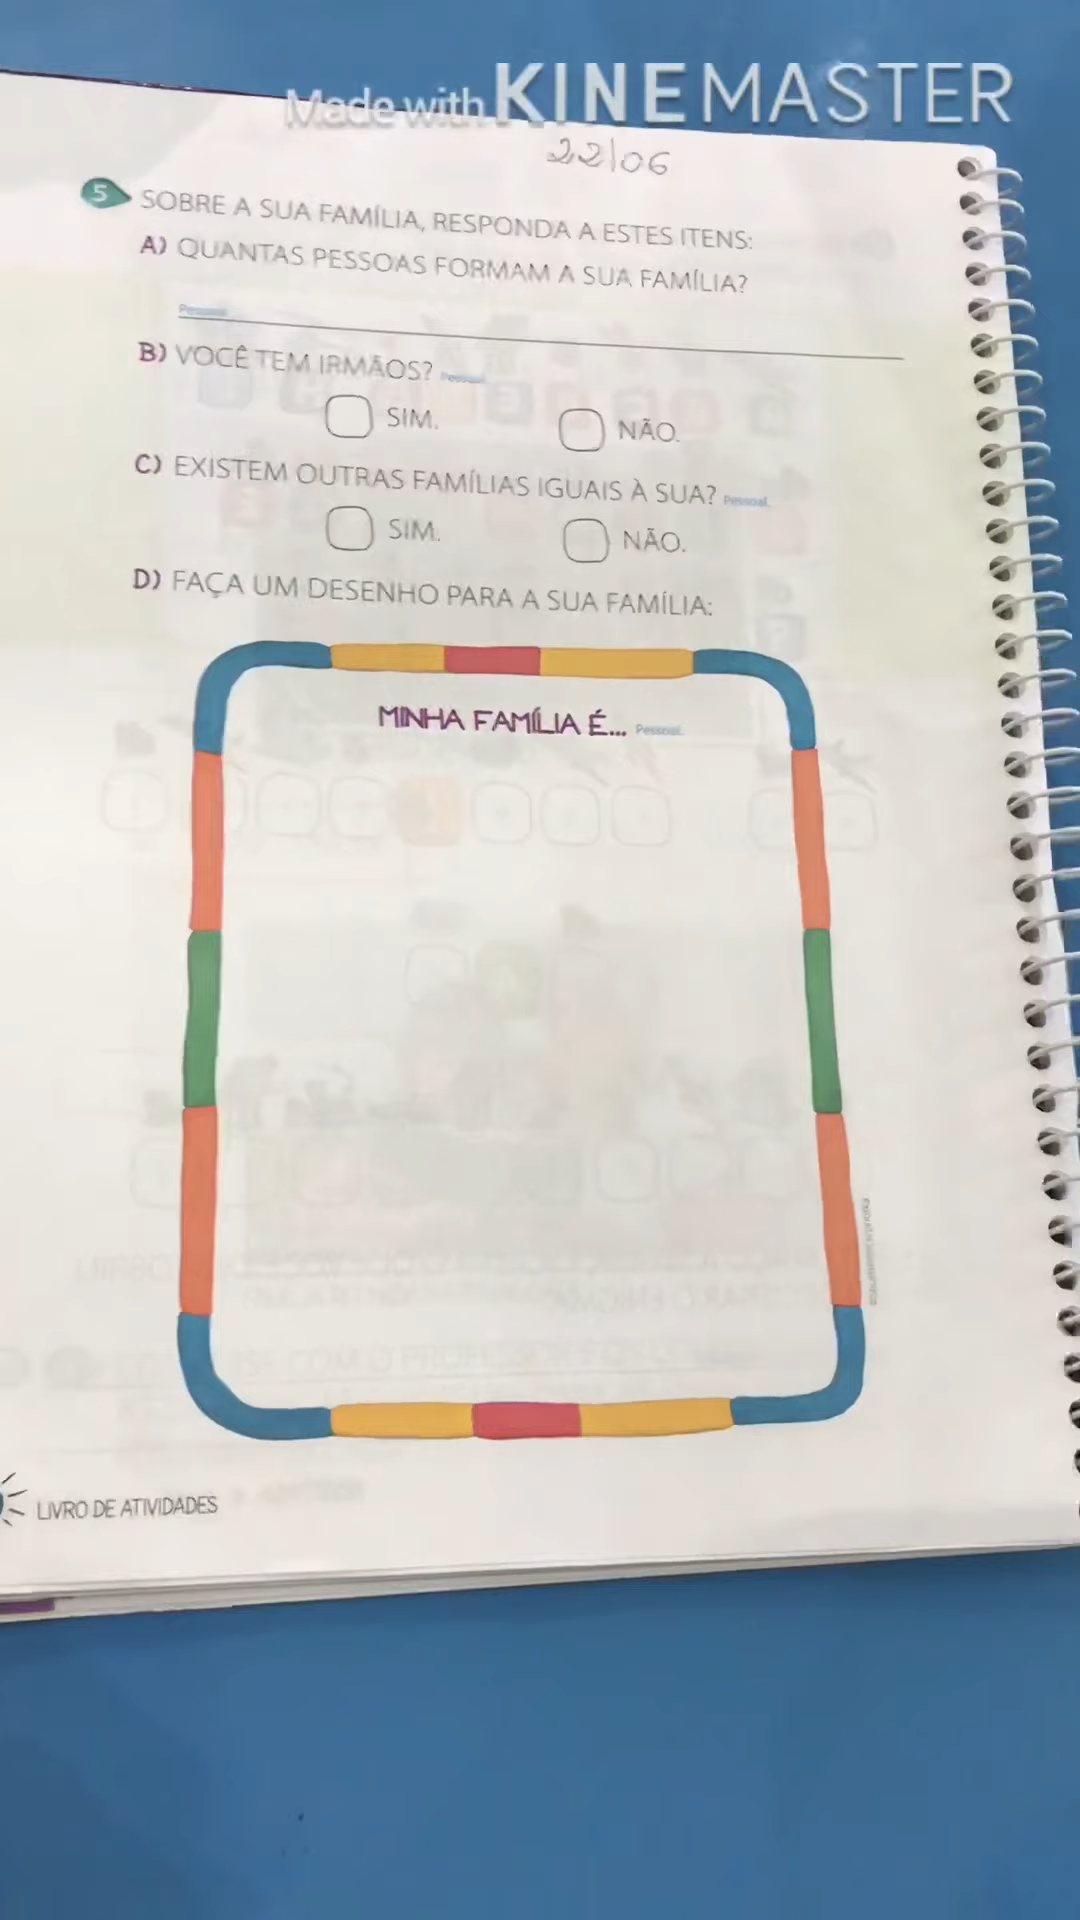 Made with KINEMASTER
22/06
5 SOBRE A SUA FAMÍLIA, RESPONDA A ESTES ITENS:
A) QUANTAS PESSOAS FORMAM A SUA FAMÍLIA?
Pessoal.
B) VOCÊ TEM IRMÃOS? Pessoal.
SIM. NÃO.
C) EXISTEM OUTRAS FAMÍLIAS IGUAIS À SUA? Pessoal.
SIM. NÃO.
D) FAÇA UM DESENHO PARA A SUA FAMÍLIA:
MINHA FAMÍLIA É... Pessoal.
LIVRO DE ATIVIDADES